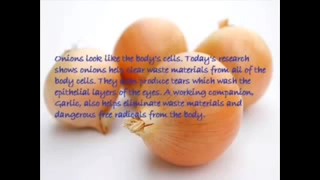 Onions look like the body's cells. Today's research
shows onions help clear waste materials from all of the
body cells. They even produce tears which wash the
epithelial layers of the eyes. A working companion,
Garlic, also helps eliminate waste materials and
dangerous free radicals from the body.